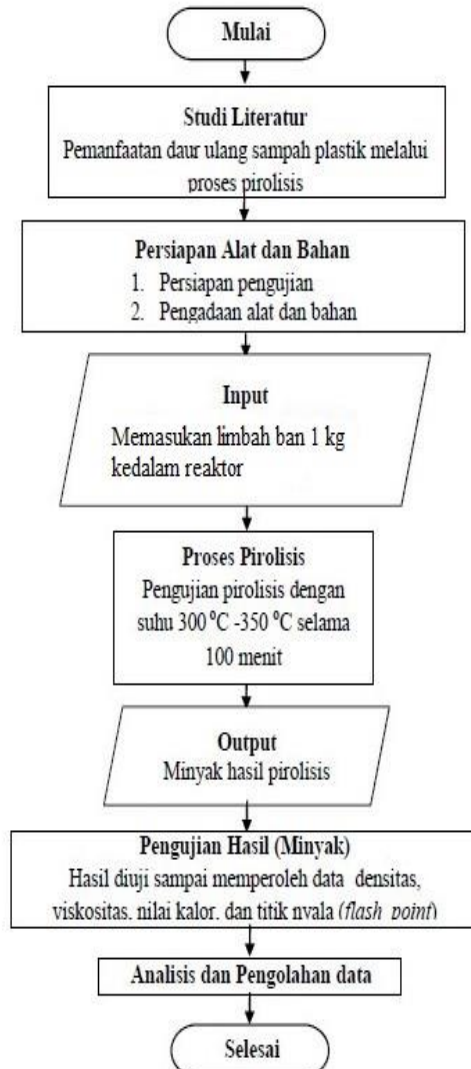 Mulai
Studi Literatur
Pemanfaatan daur ulang sampah plastik melalui
proses pirolisis
Persiapan Alat dan Bahan
1. Persiapan pengujian
2. Pengadaan alat dan bahan
Input
Memasukan limbah ban 1 kg
kedalam reaktor
Proses Pirolisis
Pengujian pirolisis dengan
suhu 300 °C -350 °C selama
100 menit
Output
Minyak hasil pirolisis
Pengujian Hasil (Minyak)
Hasil diuji sampai memperoleh data densitas,
viskositas, nilai kalor, dan titik nyala (flash point)
Analisis dan Pengolahan data
Selesai